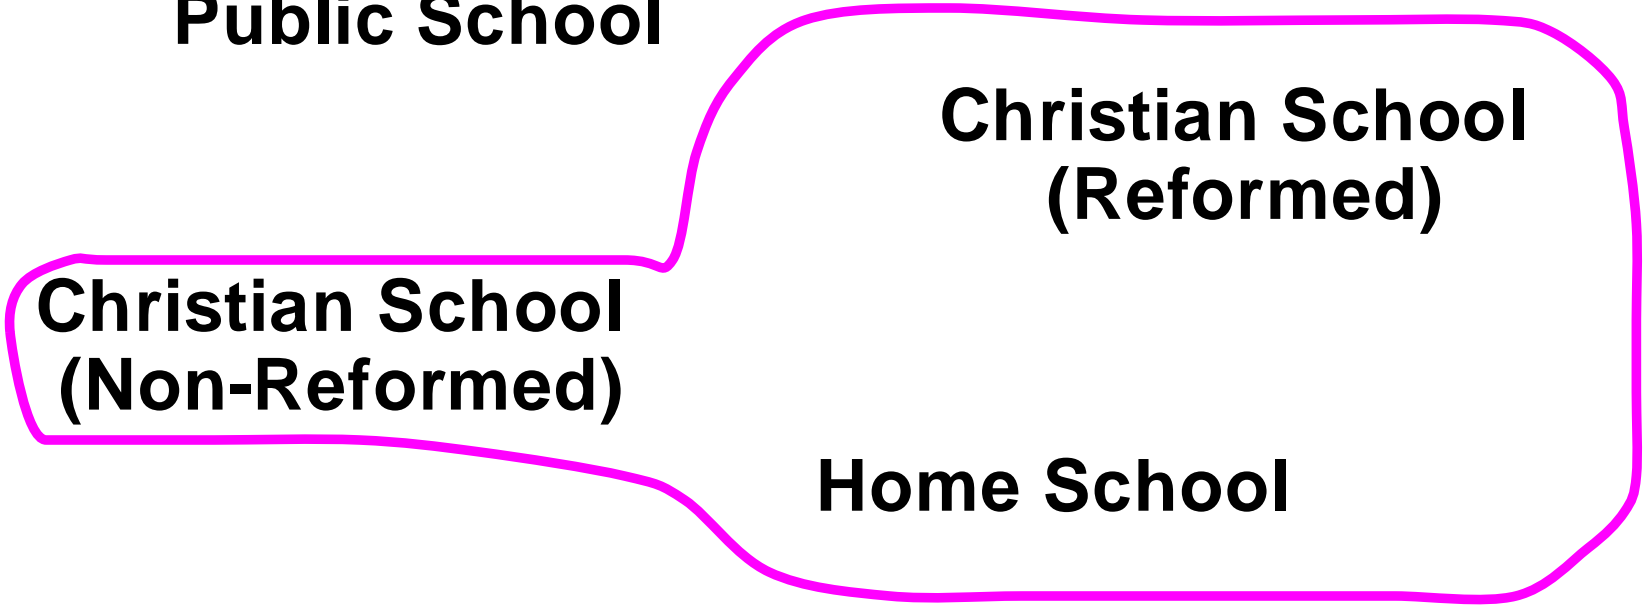 Public School
Christian School
(Reformed)
Christian School
(Non-Reformed)
Home School